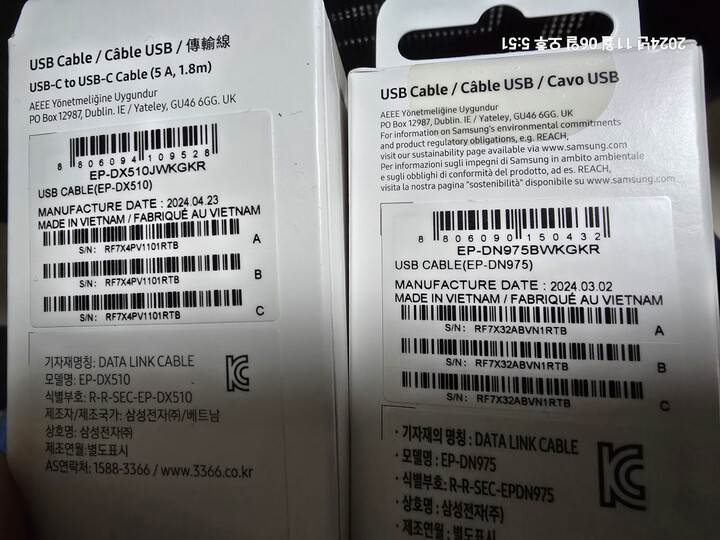 USB Cable / Câble USB / 傳輸線
USB-C to USB-C Cable (5 A, 1.8m)
AEEE Yönetmeliğine Uygundur
PO Box 12987, Dublin. IE / Yateley, GU46 6GG. UK
8 806094 109528
EP-DX510JWKGKR
USB CABLE(EP-DX510)
MANUFACTURE DATE : 2024.04.23
MADE IN VIETNAM / FABRIQUÉ AU VIETNAM
A
S/N: RF7X4PV1101RTB
B
S/N: RF7X4PV1101RTB
C
S/N: RF7X4PV1101RTB
기자재명칭: DATA LINK CABLE
모델명: EP-DX510
식별부호: R-R-SEC-EP-DX510
제조자/제조국가: 삼성전자㈜/베트남
상호명: 삼성전자㈜
제조연월:별도표시
AS연락처: 1588-3366 / www.3366.co.kr
2024년 11월 06일 오후 5:51
USB Cable / Câble USB / Cavo USB
AEEE Yönetmeliğine Uygundur
PO Box 12987, Dublin. IE / Yateley, GU46 6GG. UK
For information on Samsung's environmental commitments
and product regulatory obligations, e.g. REACH,
visit our sustainability page available via www.samsung.com
Per informazioni sugli impegni di Samsung in ambito ambientale
e sugli obblighi di conformità del prodotto, ad es. REACH,
visita la nostra pagina "sostenibilità" disponibile su www.samsung.com
8 806090 150432
EP-DN975BWKGKR
USB CABLE(EP-DN975)
MANUFACTURE DATE : 2024.03.02
MADE IN VIETNAM / FABRIQUÉ AU VIETNAM
A
S/N: RF7X32ABVN1RTB
B
S/N: RF7X32ABVN1RTB
C
S/N: RF7X32ABVN1RTB
· 기자재의 명칭 : DATA LINK CABLE
· 모델명 : EP-DN975
· 식별부호: R-R-SEC-EPDN975
· 상호명 : 삼성전자(주)
· 제조연월 : 별도표시